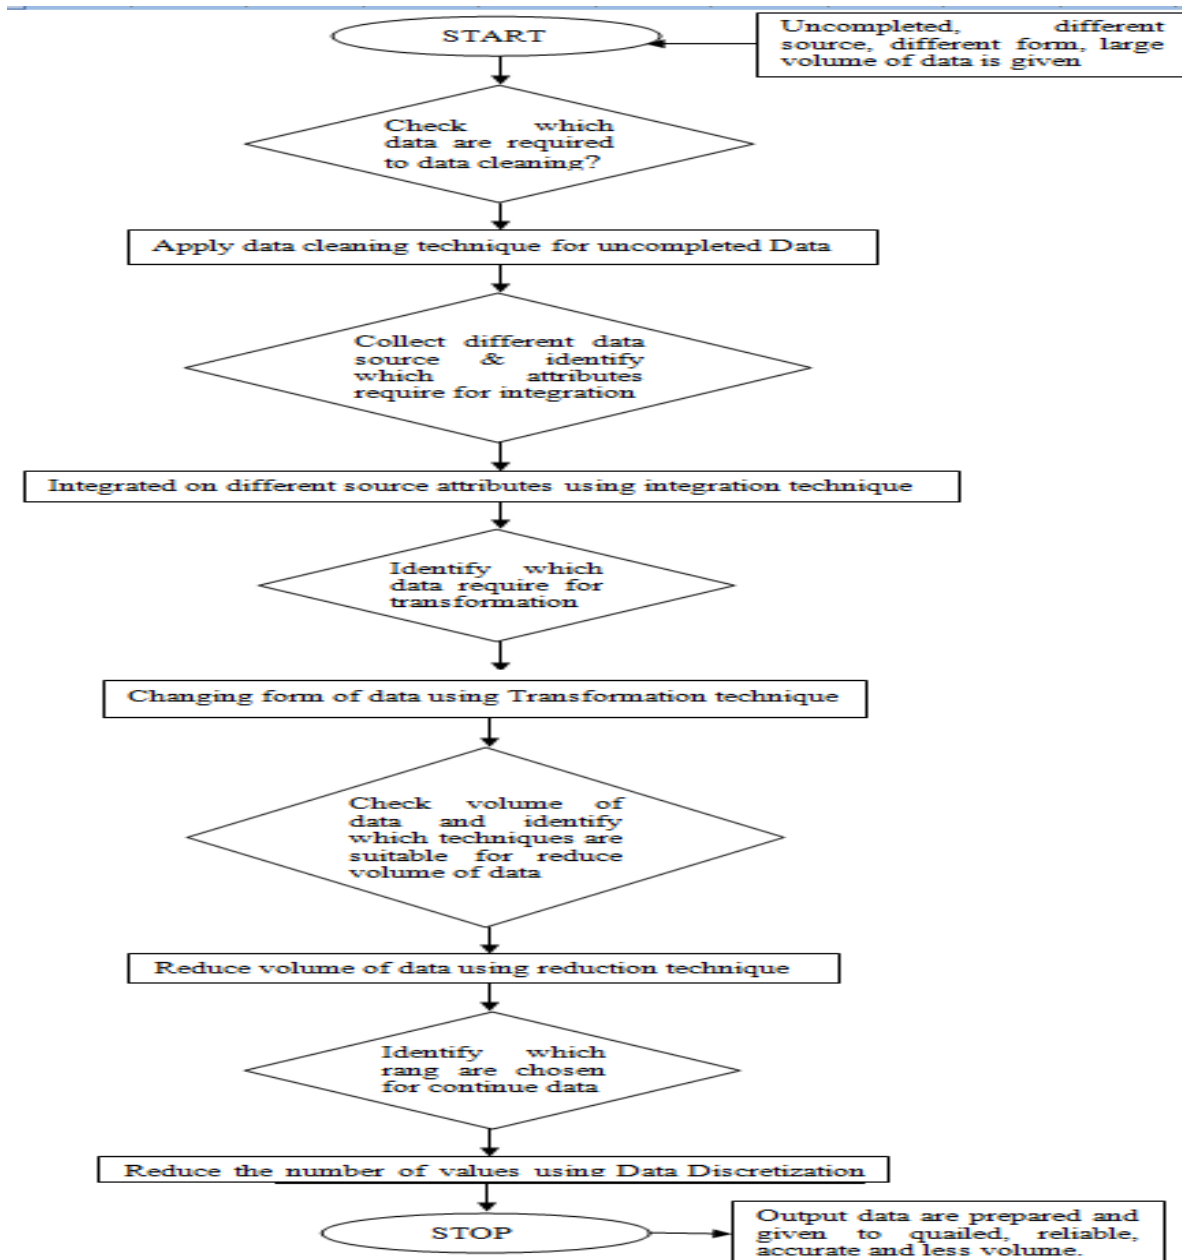 START
Uncompleted, different
source, different form, large
volume of data is given
Check which
data are required
to data cleaning?
Apply data cleaning technique for uncompleted Data
Collect different data
source & identify
which attributes
require for integration
Integrated on different source attributes using integration technique
Identify which
data require for
transformation
Changing form of data using Transformation technique
Check volume of
data and identify
which techniques are
suitable for reduce
volume of data
Reduce volume of data using reduction technique
Identify which
rang are chosen
for continue data
Reduce the number of values using Data Discretization
STOP
Output data are prepared and
given to quailed, reliable,
accurate and less volume.